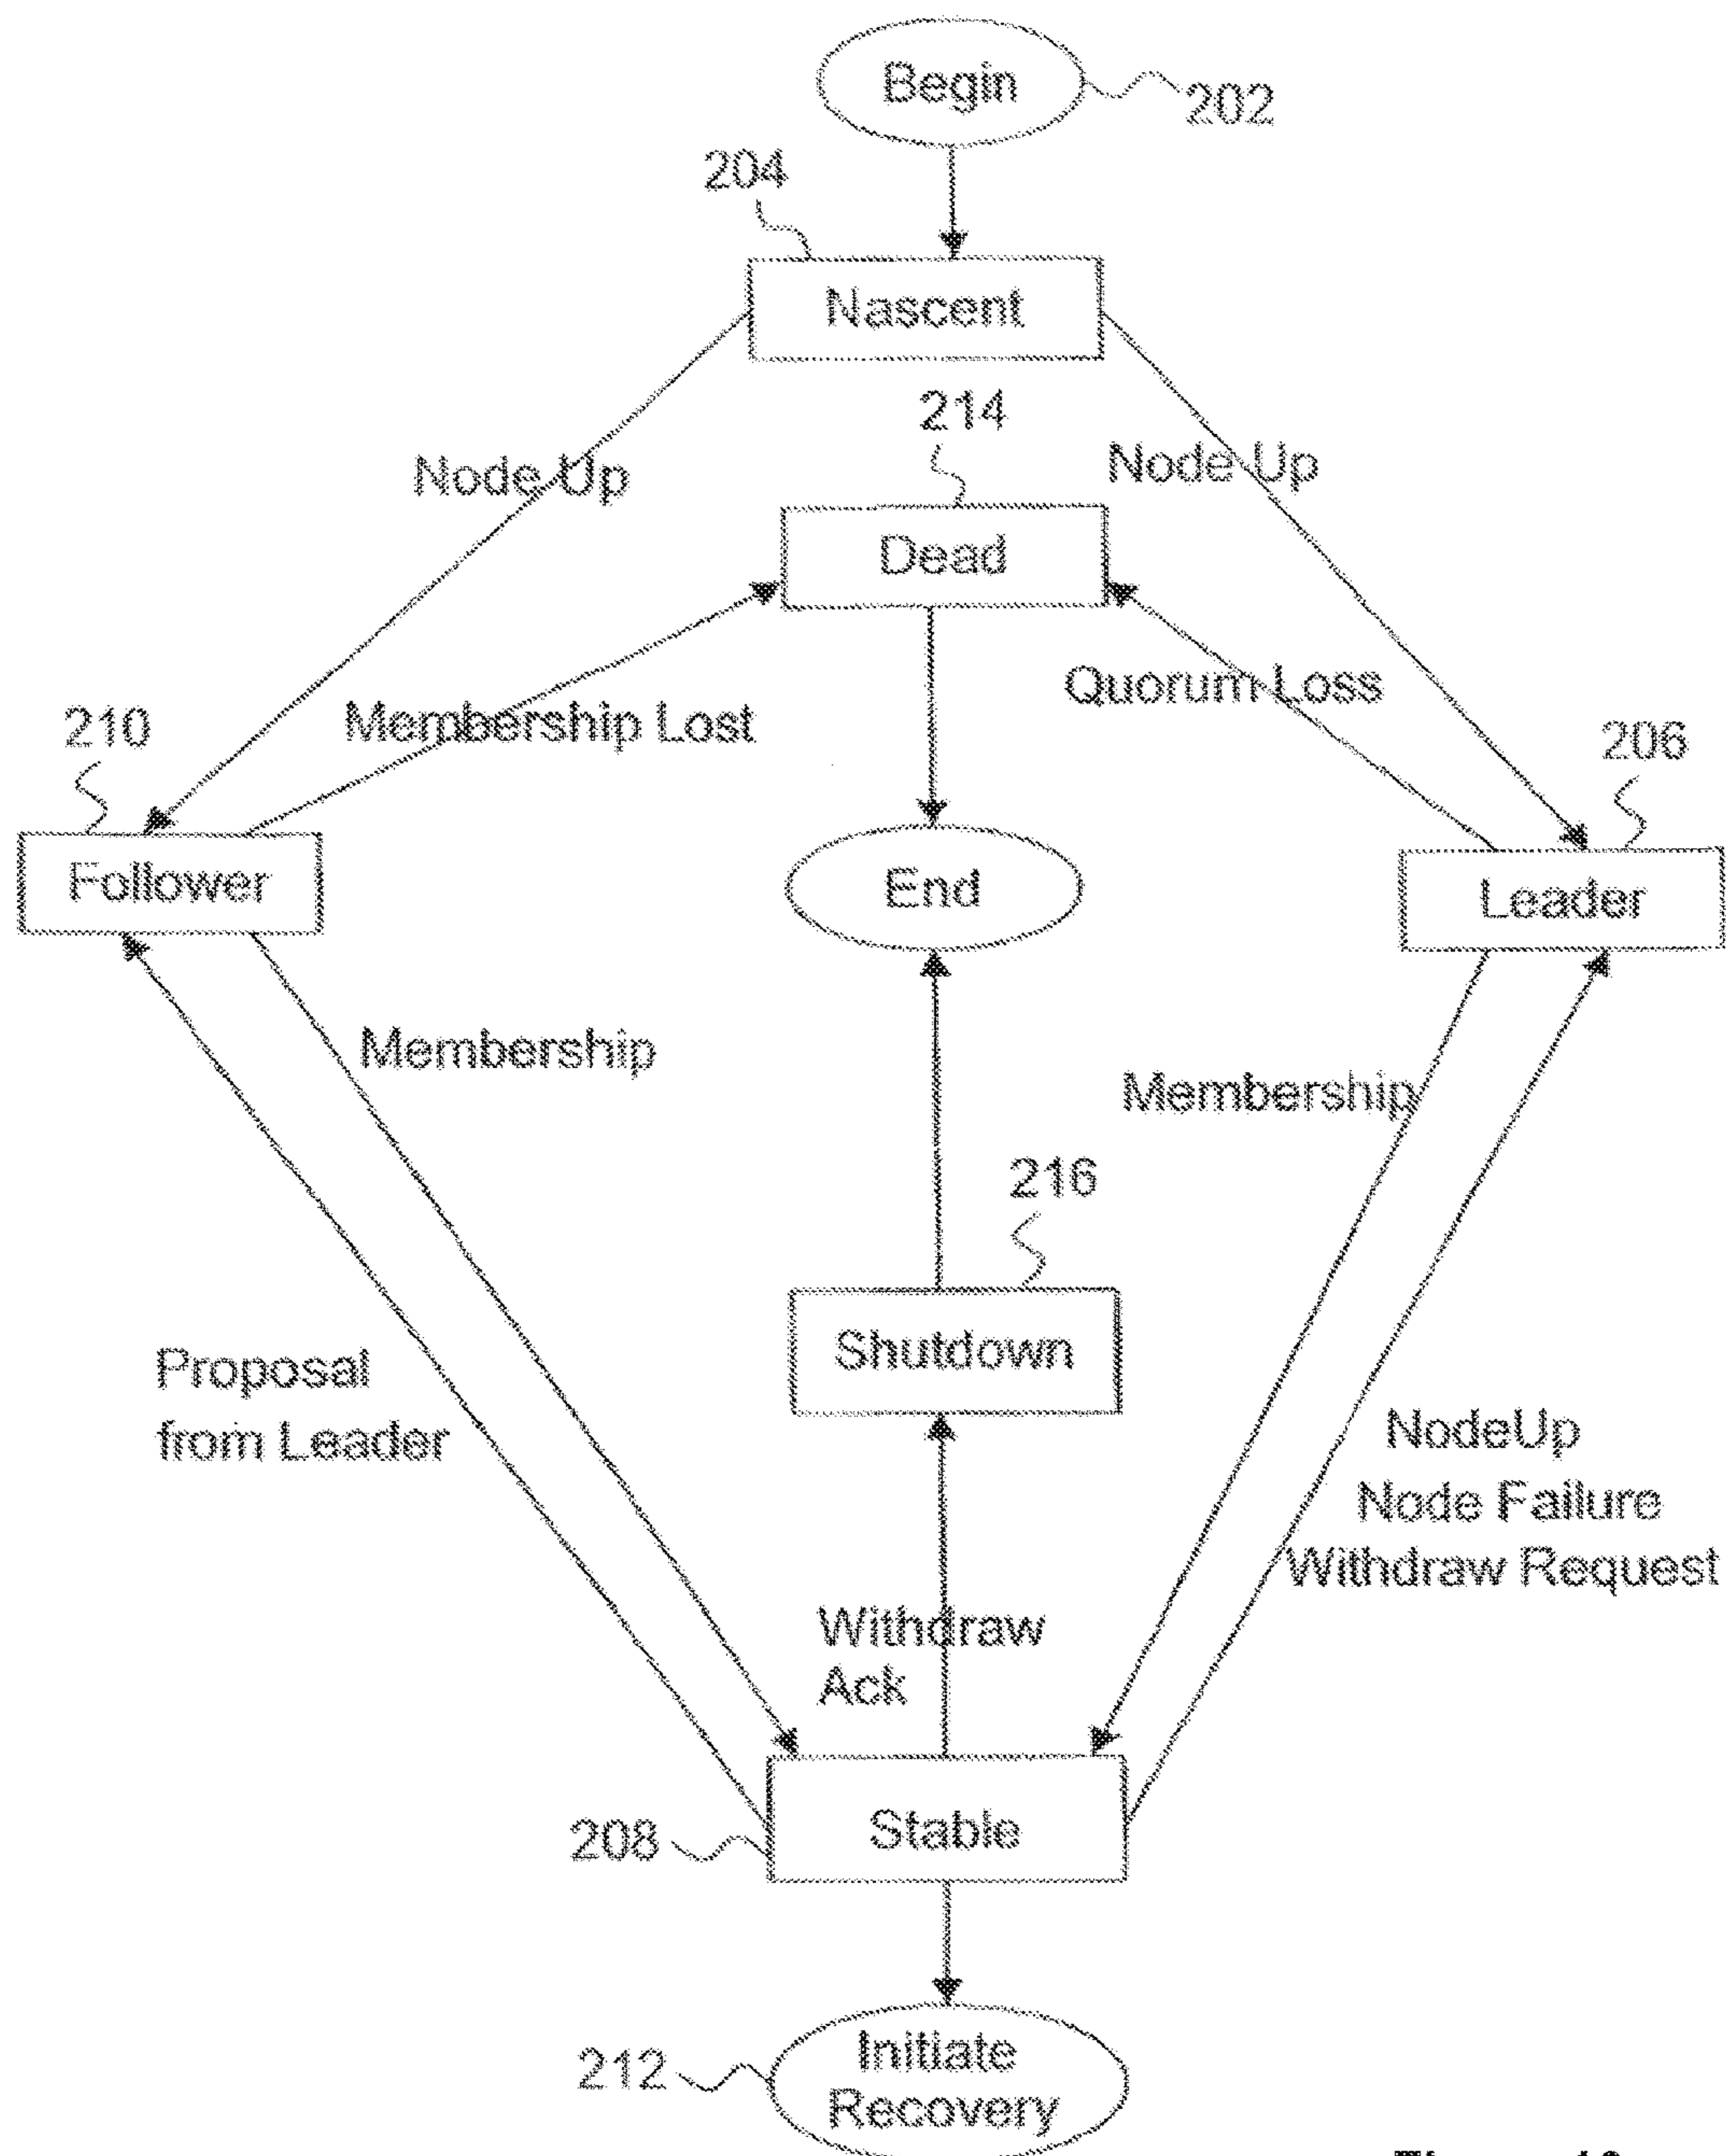 Begin
202
204
Nascent
214
Node Up
Node Up
Dead
Quorum Loss
210
Membership Lost
206
Follower
End
Leader
Membership
Membership
216
Shutdown
Proposal
from Leader
NodeUp
Node Failure
Withdraw Request
Withdraw
Ack
Stable
208
Initiate
212
Recovery